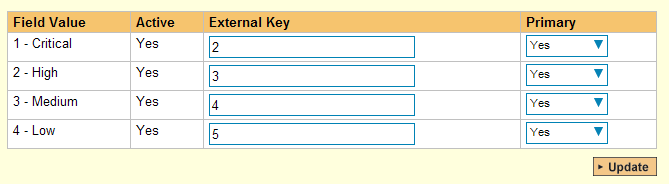 Field Value Active External Key Primary
1 - Critical Yes 2 Yes
2 - High Yes 3 Yes
3 - Medium Yes 4 Yes
4 - Low Yes 5 Yes
Update